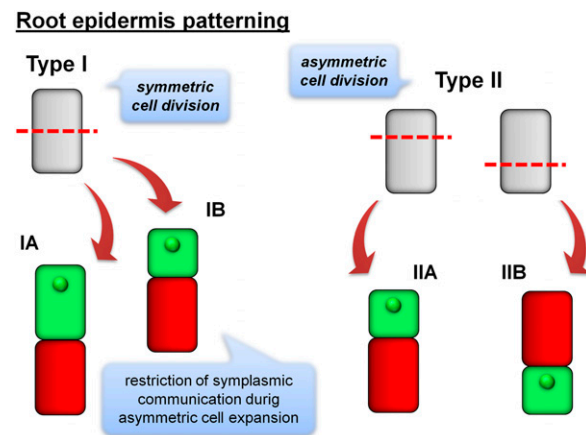 Root epidermis patterning
Type I
symmetric
cell division
asymmetric
cell division
Type II
IA
IB
IIA
IIB
restriction of symplasmic
communication durig
asymmetric cell expansion